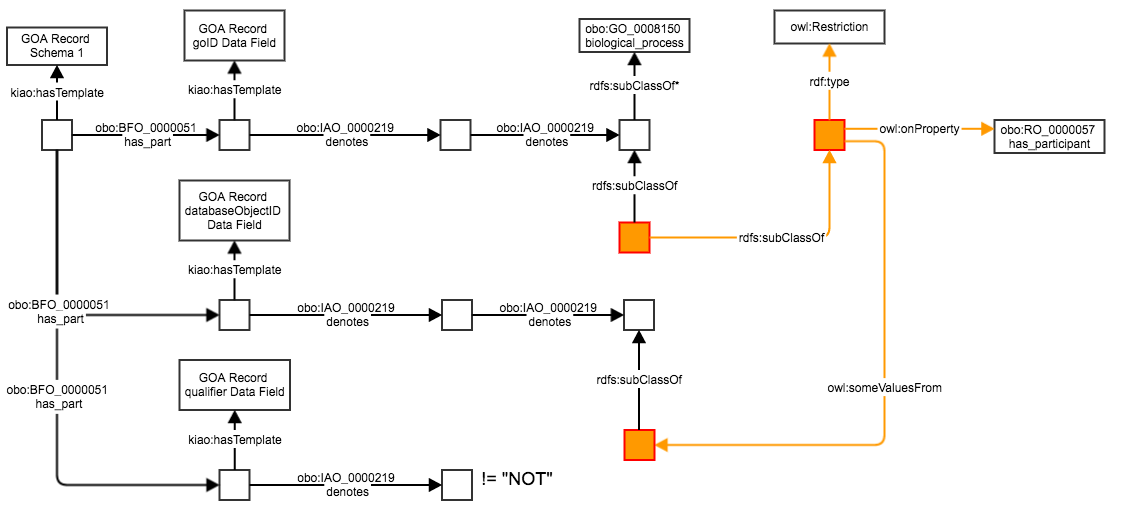 GOA Record
Schema 1
GOA Record
goID Data Field
obo:GO_0008150
biological_process
owl:Restriction
kiao:hasTemplate
kiao:hasTemplate
rdfs:subClassOf*
rdf:type
obo:BFO_0000051
has_part
obo:IAO_0000219
denotes
obo:IAO_0000219
denotes
owl:onProperty
obo:RO_0000057
has_participant
rdfs:subClassOf
GOA Record
databaseObjectID
Data Field
rdfs:subClassOf
kiao:hasTemplate
obo:BFO_0000051
has_part
obo:IAO_0000219
denotes
obo:IAO_0000219
denotes
GOA Record
qualifier Data Field
rdfs:subClassOf
owl:someValuesFrom
obo:BFO_0000051
has_part
kiao:hasTemplate
obo:IAO_0000219
denotes
!= "NOT"